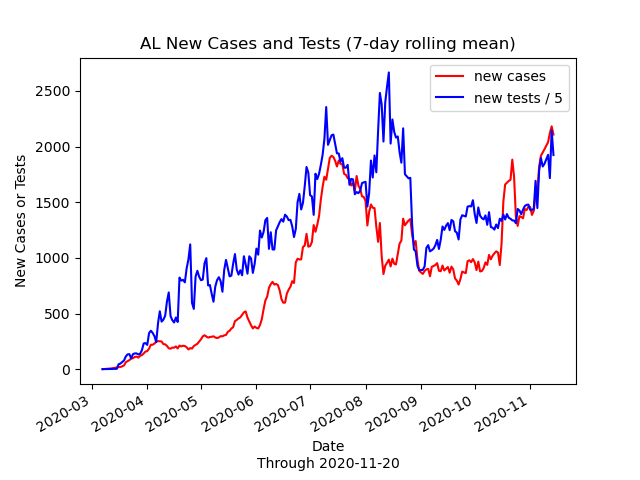 AL New Cases and Tests (7-day rolling mean)
new cases
new tests / 5
New Cases or Tests
2500
2000
1500
1000
500
0
2020-03
2020-04
2020-05
2020-06
2020-07
2020-08
2020-09
2020-10
2020-11
Date
Through 2020-11-20